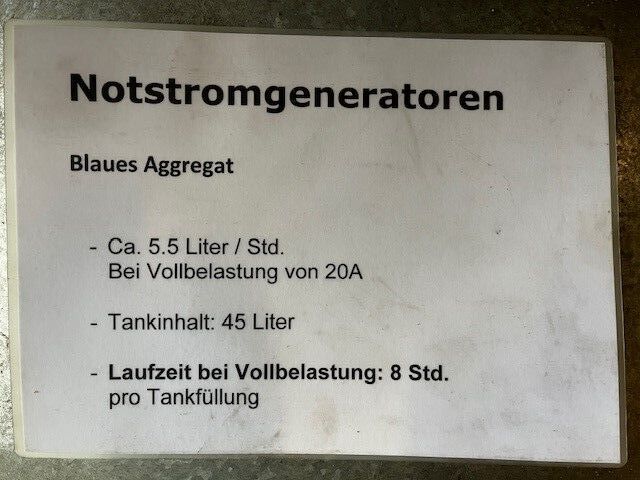 Notstromgeneratoren
Blaues Aggregat
- Ca. 5.5 Liter / Std.
Bei Vollbelastung von 20A
- Tankinhalt: 45 Liter
- Laufzeit bei Vollbelastung: 8 Std.
pro Tankfüllung